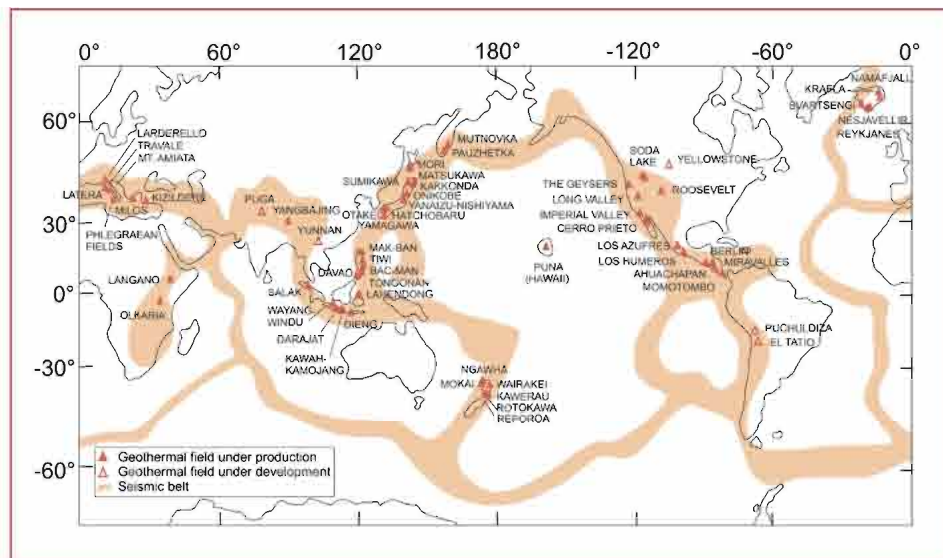 0° 60° 120° 180° -120° -60° 0°
60°
30°
0°
-30°
-60°
LARDERELLO
TRAVALE
MT. AMIATA
LATERA
MILOS
KIZILDERE
PHLEGRAEAN
FIELDS
LANGANO
OLKARIA
PUGA
YANGBAJING
YUNNAN
MUTNOVKA
PAUZHETKA
MORI
MATSUKAWA
SUMIKAWA
KAKKONDA
ONIKOBE
YANAIZU-NISHIYAMA
OTAKE
HATCHOBARU
YAMAGAWA
MAK-BAN
TIWI
DAVAO
BAC-MAN
TONGONAN
LAHENDONG
SALAK
WAYANG
WINDU
DIENG
DARAJAT
KAWAH-
KAMOJANG
NGAWHA
MOKAI
WAIRAKEI
KAWERAU
ROTOKAWA
REPOROA
PUNA
(HAWAII)
SODA
LAKE
YELLOWSTONE
THE GEYSERS
ROOSEVELT
LONG VALLEY
IMPERIAL VALLEY
CERRO PRIETO
LOS AZUFRES
BERLIN
LOS HUMEROS
MIRAVALLES
AHUACHAPAN
MOMOTOMBO
PUCHULDIZA
EL TATIO
NAMAFJALL
KRAFLA
SVARTSENGI
NESJAVELLIR
REYKJANES
Geothermal field under production
Geothermal field under development
Seismic belt